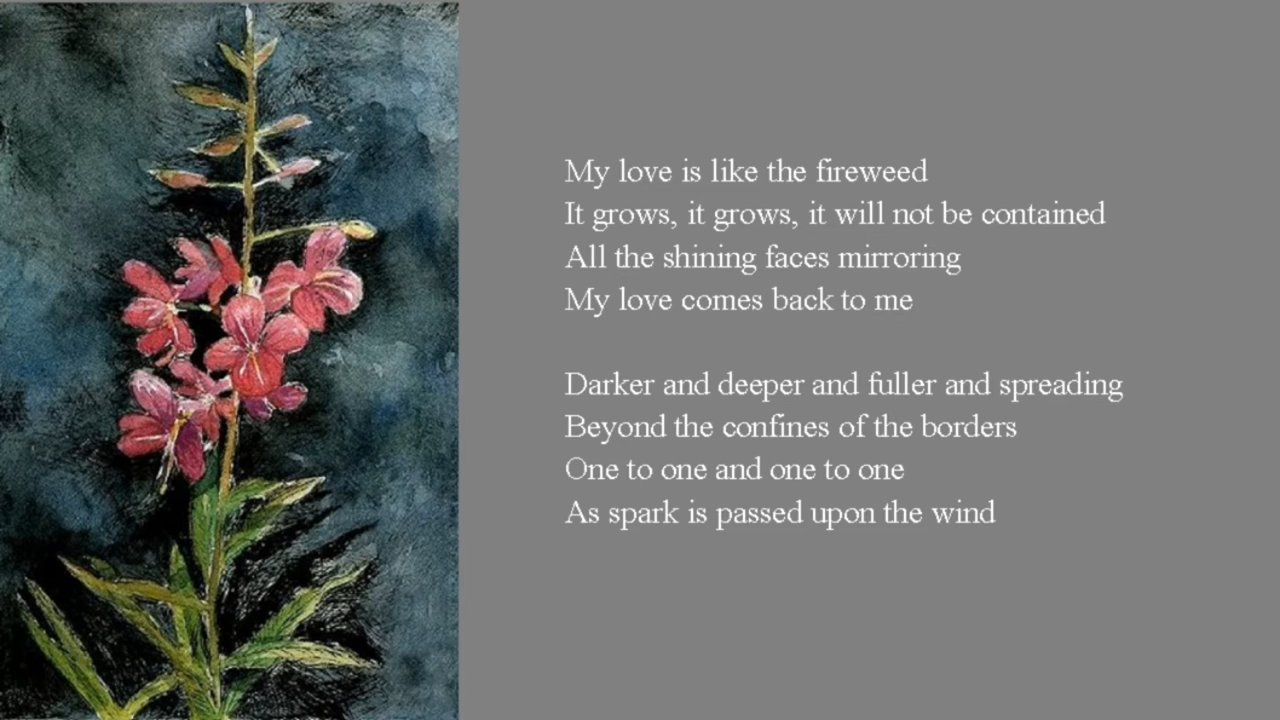 My love is like the fireweed
It grows, it grows, it will not be contained
All the shining faces mirroring
My love comes back to me
Darker and deeper and fuller and spreading
Beyond the confines of the borders
One to one and one to one
As spark is passed upon the wind